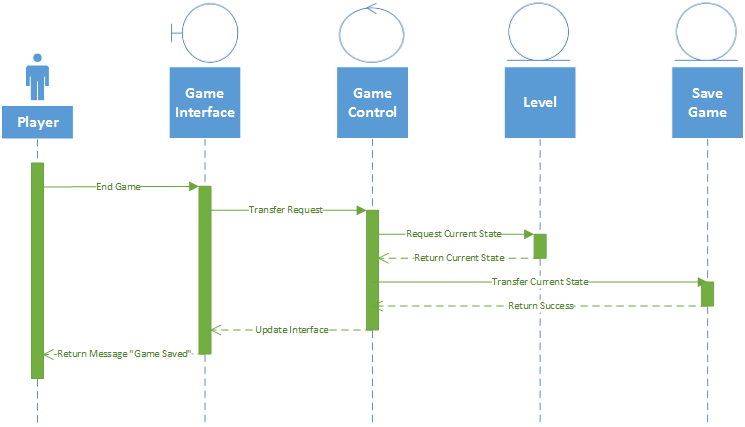 Player
Game
Interface
Game
Control
Level
Save
Game
End Game
Transfer Request
Request Current State
Return Current State
Transfer Current State
Return Success
Update Interface
Return Message "Game Saved"